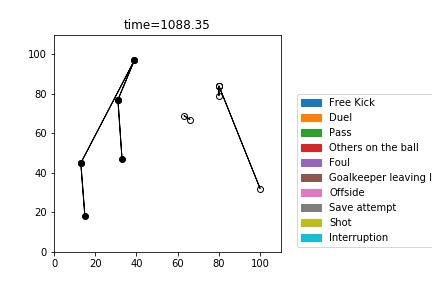 time=1088.35
100
80
60
40
20
0
0 20 40 60 80 100
Free Kick
Duel
Pass
Others on the ball
Foul
Goalkeeper leaving l
Offside
Save attempt
Shot
Interruption